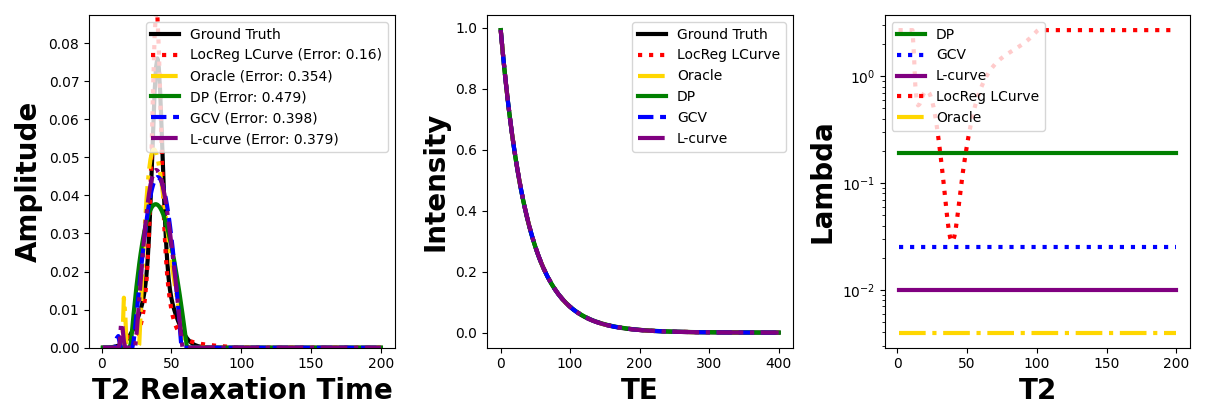 Amplitude
0.08
0.07
0.06
0.05
0.04
0.03
0.02
0.01
0.00
Ground Truth
LocReg LCurve (Error: 0.16)
Oracle (Error: 0.354)
DP (Error: 0.479)
GCV (Error: 0.398)
L-curve (Error: 0.379)
0 50 100 150 200
T2 Relaxation Time
Intensity
1.0
0.8
0.6
0.4
0.2
0.0
Ground Truth
LocReg LCurve
Oracle
DP
GCV
L-curve
0 100 200 300 400
TE
Lambda
10⁰
10⁻¹
10⁻²
DP
GCV
L-curve
LocReg LCurve
Oracle
0 50 100 150 200
T2